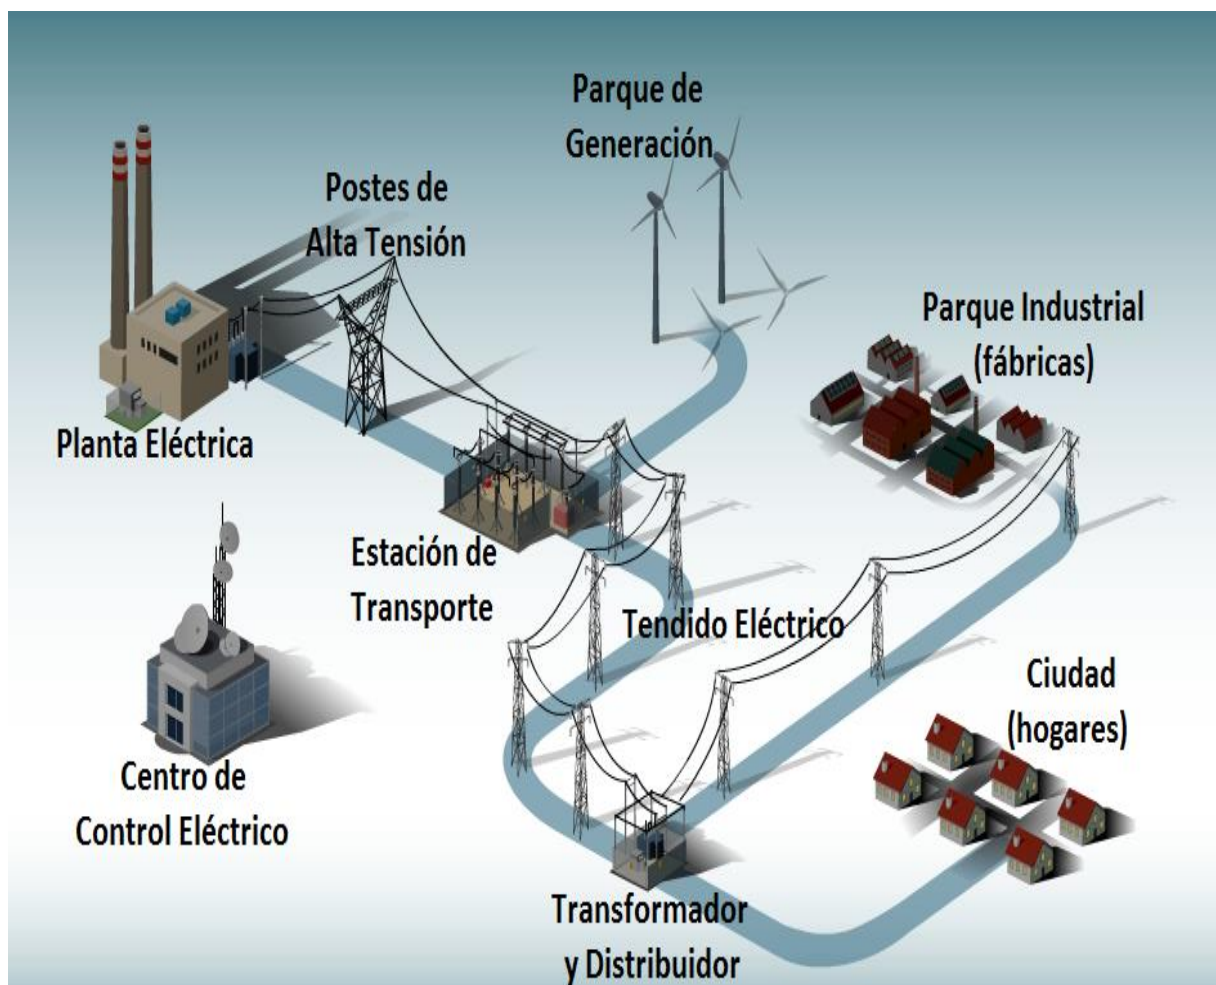 Parque de
Generación
Postes de
Alta Tensión
Parque Industrial
(fábricas)
Planta Eléctrica
Estación de
Transporte
Tendido Eléctrico
Ciudad
(hogares)
Centro de
Control Eléctrico
Transformador
y Distribuidor